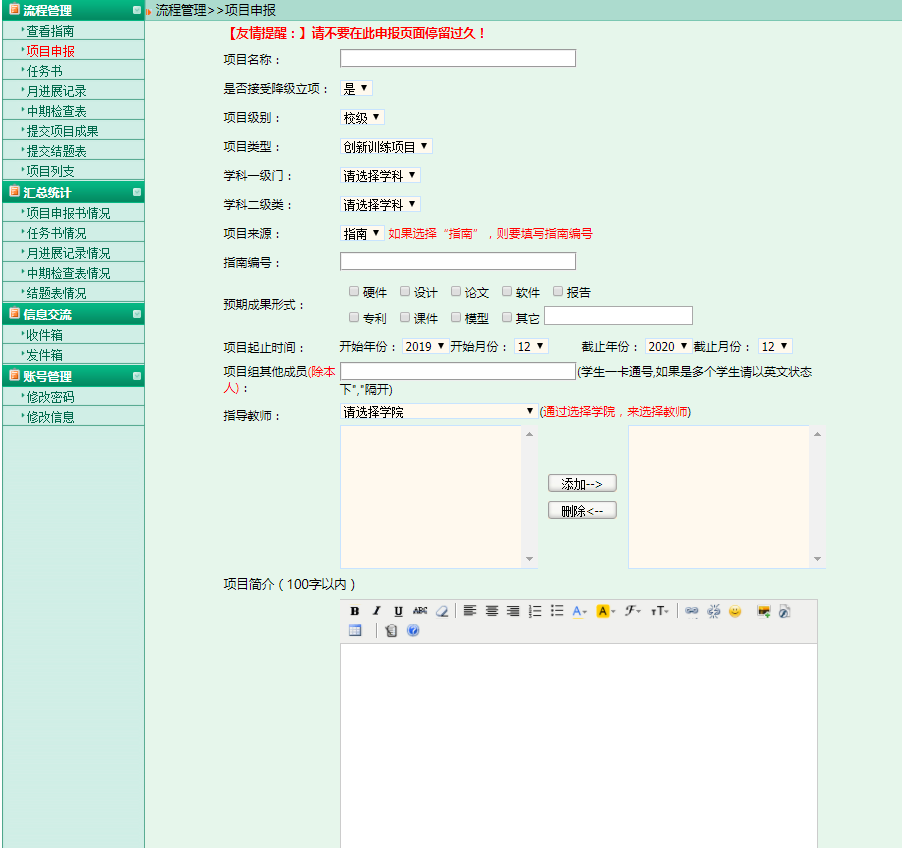 流程管理
查看指南
项目申报
任务书
月进展记录
中期检查表
提交项目成果
提交结题表
项目列支
汇总统计
项目申报书情况
任务书情况
月进展记录情况
中期检查表情况
结题表情况
信息交流
收件箱
发件箱
账号管理
修改密码
修改信息
流程管理>>项目申报
【友情提醒：】请不要在此申报页面停留过久！
项目名称：
是否接受降级立项： 是
项目级别： 校级
项目类型： 创新训练项目
学科一级门： 请选择学科
学科二级类： 请选择学科
项目来源： 指南 如果选择“指南”，则要填写指南编号
指南编号：
预期成果形式：
硬件 设计 论文 软件 报告
专利 课件 模型 其它
项目起止时间： 开始年份： 2019 开始月份： 12 截止年份： 2020 截止月份： 12
项目组其他成员(除本人)：
(学生一卡通号,如果是多个学生请以英文状态
下","隔开)
指导教师： 请选择学院 (通过选择学院，来选择教师)
添加-->
删除<--
项目简介（100字以内）
B I U ABC A A F TT